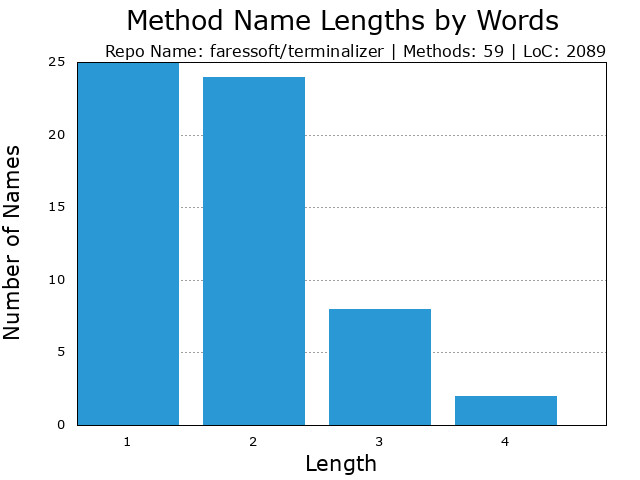 Method Name Lengths by Words
Repo Name: faressoft/terminalizer | Methods: 59 | LoC: 2089
Number of Names
25
20
15
10
5
0
1 2 3 4
Length